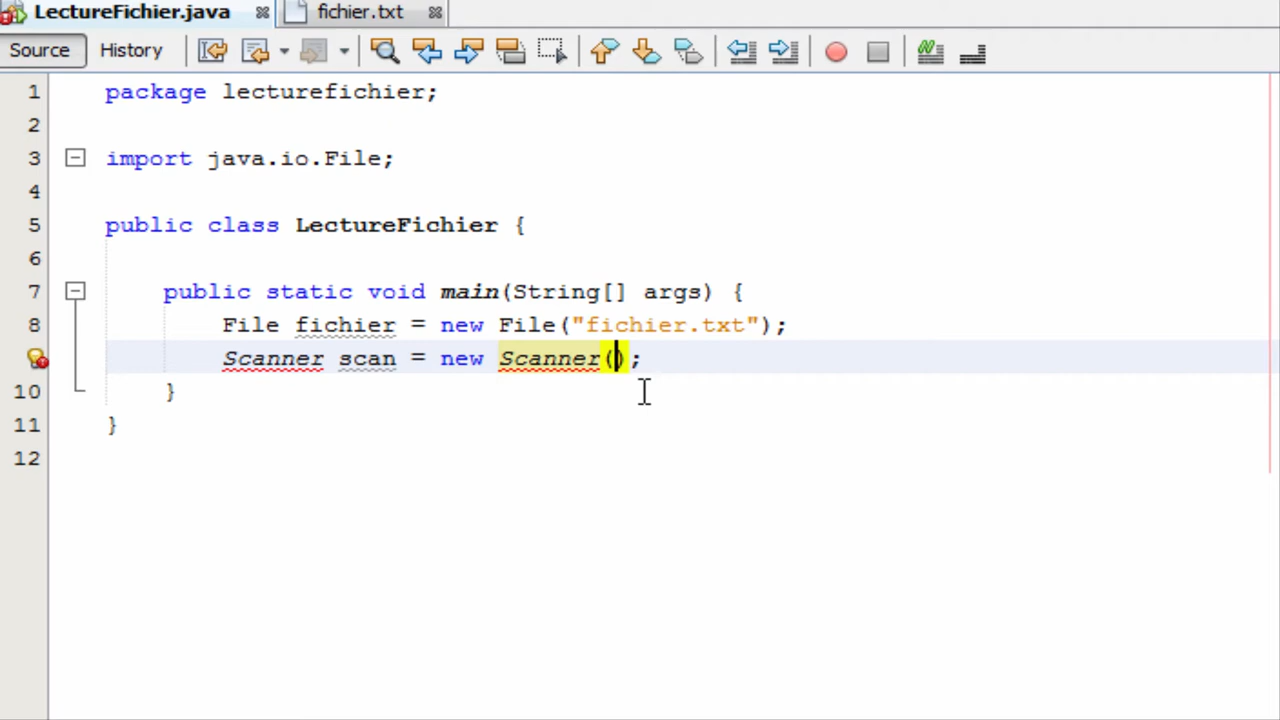 LectureFichier.java fichier.txt
Source History
1 package lecturefichier;
2
3 import java.io.File;
4
5 public class LectureFichier {
6
7 public static void main(String[] args) {
8 File fichier = new File("fichier.txt");
Scanner scan = new Scanner();
10 }
11 }
12